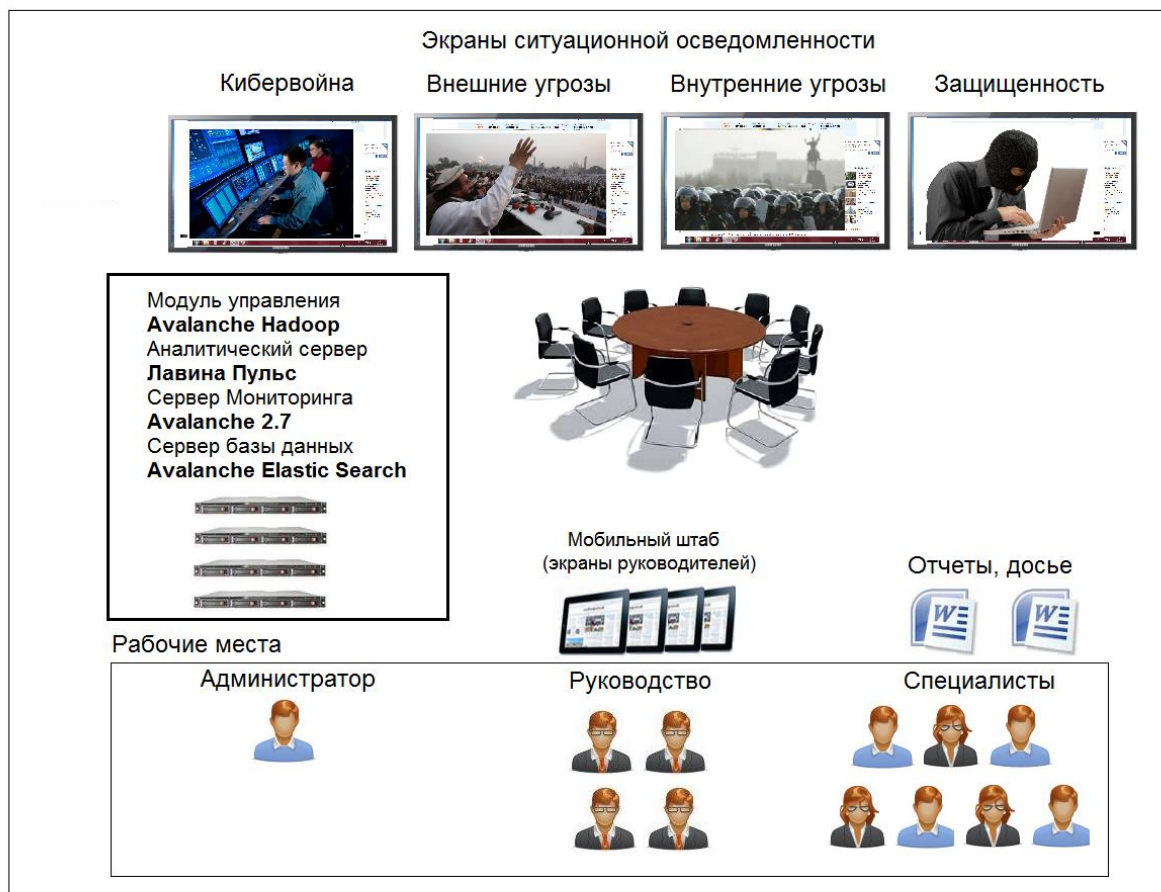 Экраны ситуационной осведомленности
Кибервойна
Внешние угрозы
Внутренние угрозы
Защищенность
Модуль управления
Avalanche Hadoop
Аналитический сервер
Лавина Пульс
Сервер Мониторинга
Avalanche 2.7
Сервер базы данных
Avalanche Elastic Search
Мобильный штаб
(экраны руководителей)
Отчеты, досье
W
W
Рабочие места
Администратор
Руководство
Специалисты